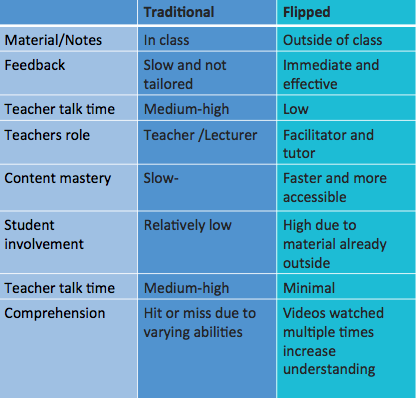 Traditional Flipped
Material/Notes In class Outside of class
Feedback Slow and not Immediate and
tailored effective
Teacher talk time Medium-high Low
Teachers role Teacher /Lecturer Facilitator and
tutor
Content mastery Slow- Faster and more
accessible
Student Relatively low High due to
involvement material already
outside
Teacher talk time Medium-high Minimal
Comprehension Hit or miss due to Videos watched
varying abilities multiple times
increase
understanding